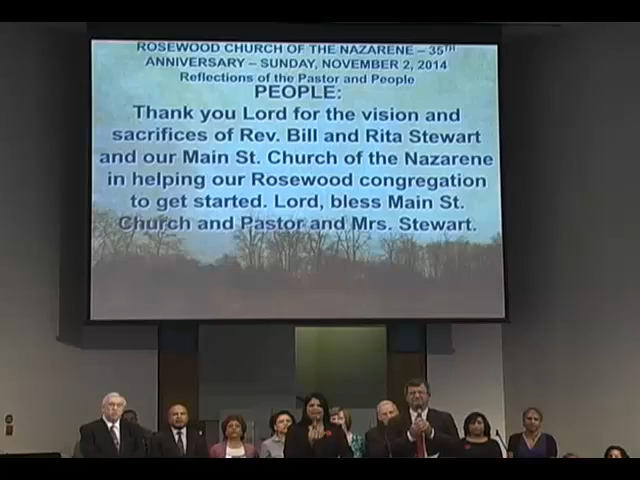 ROSEWOOD CHURCH OF THE NAZARENE – 35TH
ANNIVERSARY – SUNDAY, NOVEMBER 2, 2014
Reflections of the Pastor and People
PEOPLE:
Thank you Lord for the vision and
sacrifices of Rev. Bill and Rita Stewart
and our Main St. Church of the Nazarene
in helping our Rosewood congregation
to get started. Lord, bless Main St.
Church and Pastor and Mrs. Stewart.